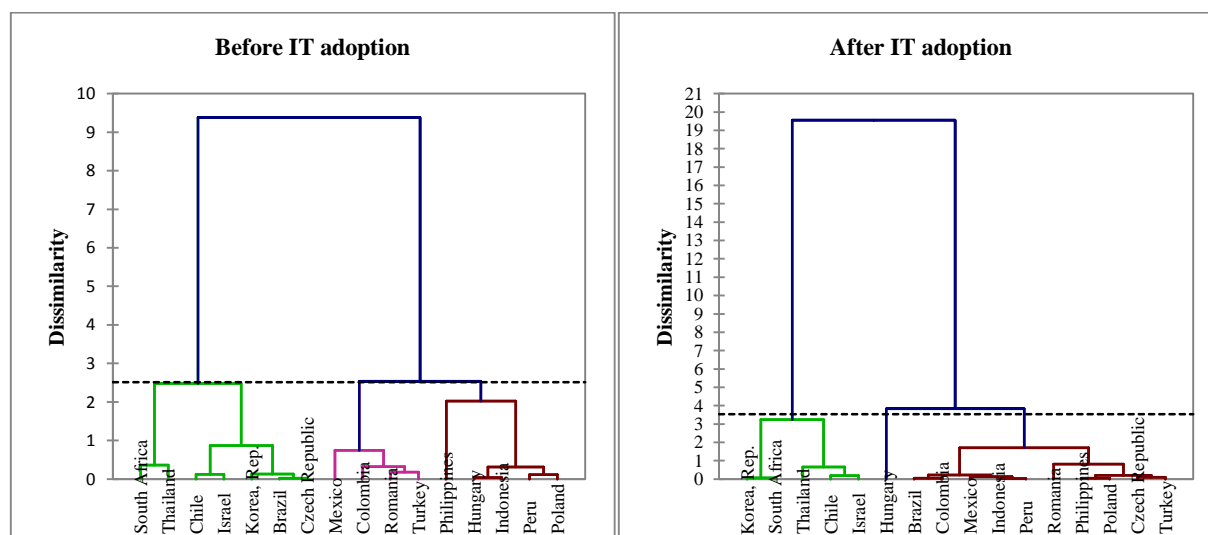 Before IT adoption
10
9
8
7
6
5
4
3
2
1
0
Dissimilarity
South Africa
Thailand
Chile
Israel
Korea, Rep.
Brazil
Czech Republic
Mexico
Colombia
Romania
Turkey
Philippines
Hungary
Indonesia
Peru
Poland
After IT adoption
21
20
19
18
17
16
15
14
13
12
11
10
9
8
7
6
5
4
3
2
1
0
Dissimilarity
Korea, Rep.
South Africa
Thailand
Chile
Israel
Hungary
Brazil
Colombia
Mexico
Indonesia
Peru
Romania
Philippines
Poland
Czech Republic
Turkey